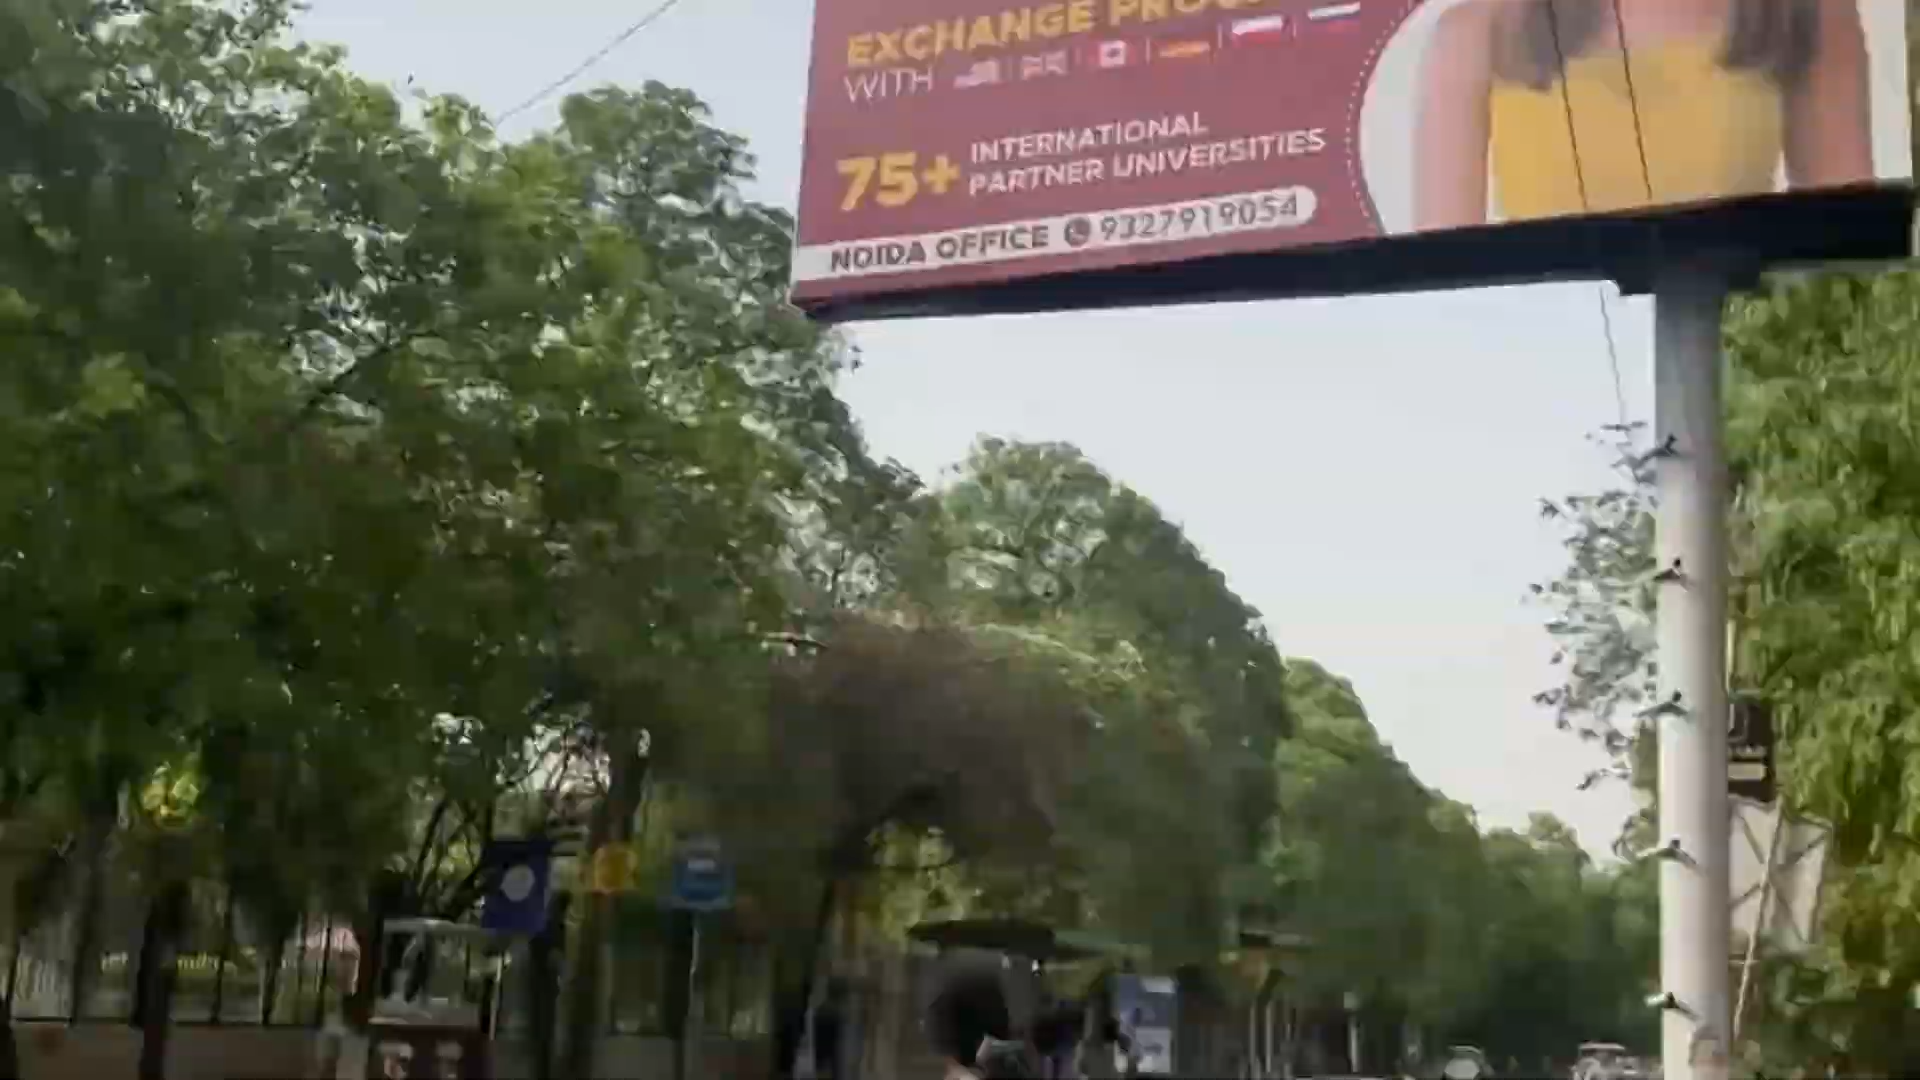 EXCHANGE
WITH
75+ INTERNATIONAL
PARTNER UNIVERSITIES
NOIDA OFFICE 9327919054